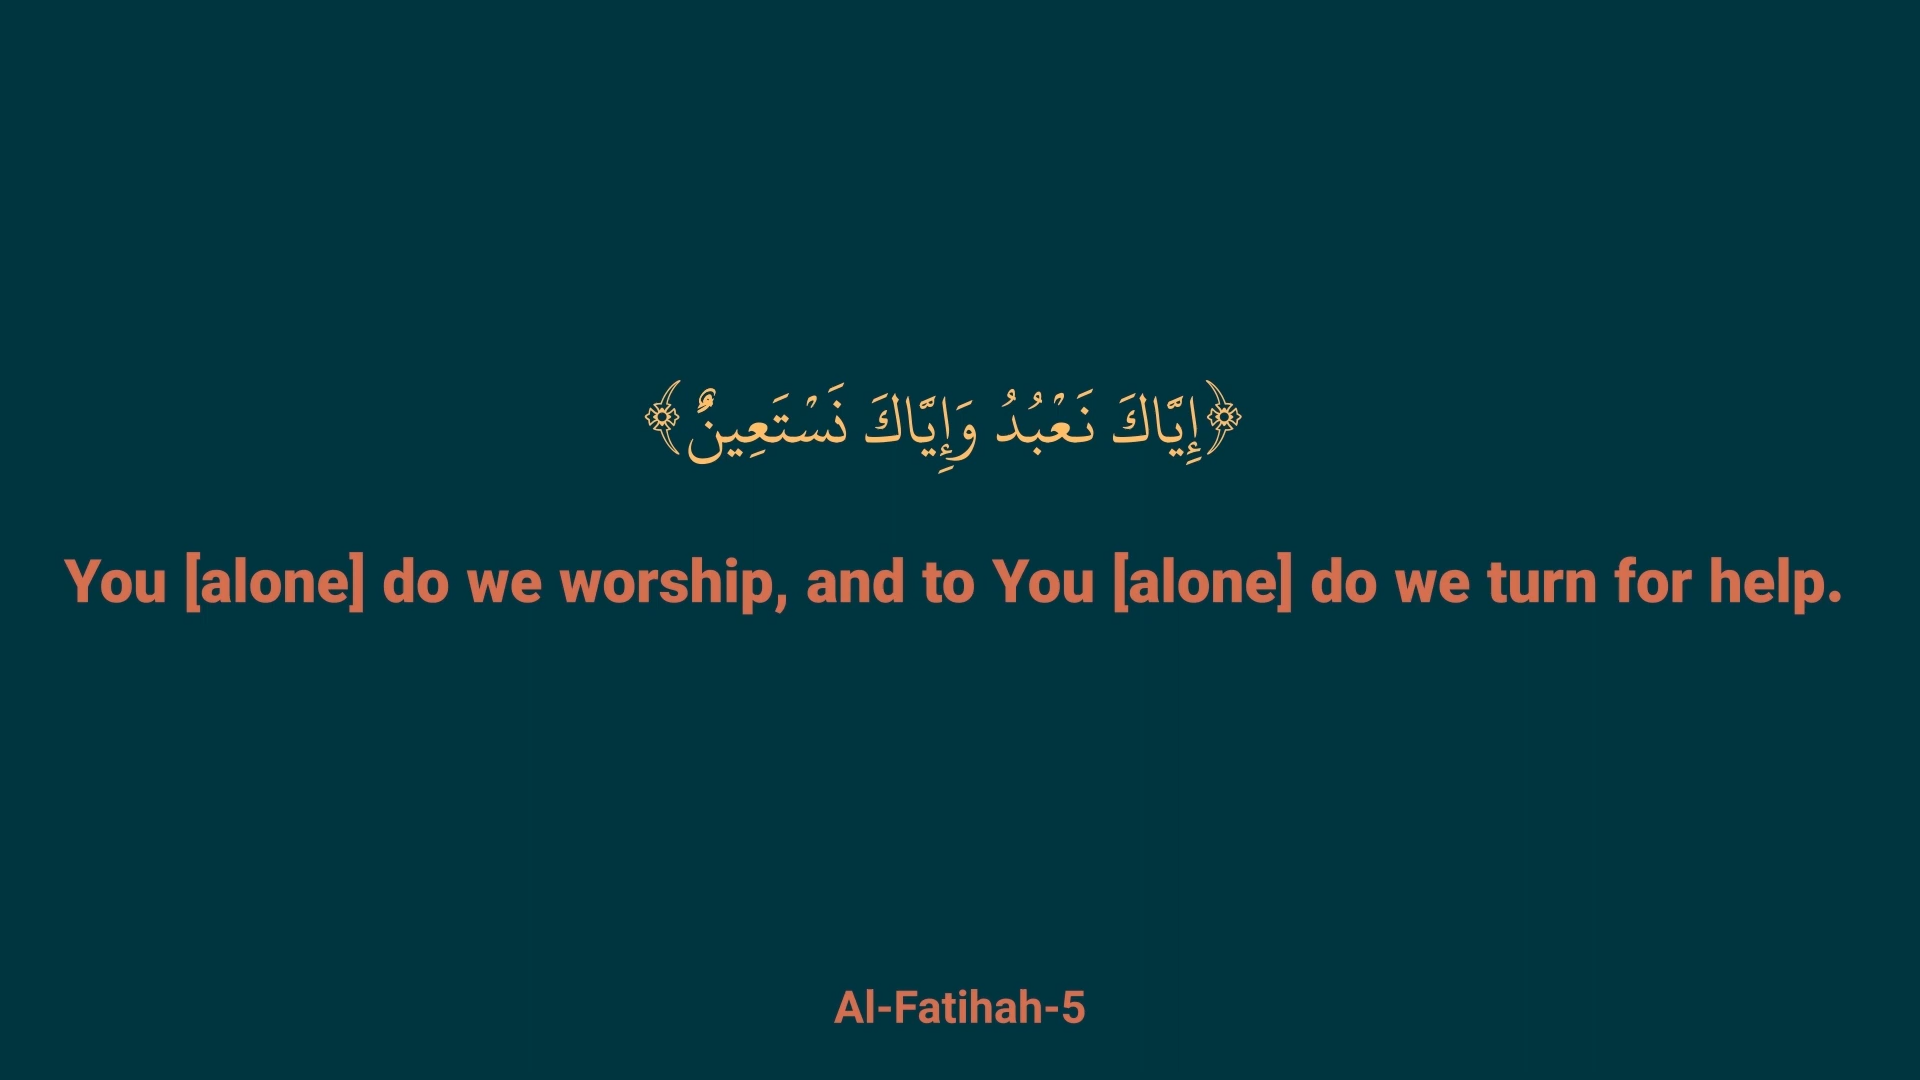 ﴿إِيَّاكَ نَعْبُدُ وَإِيَّاكَ نَسْتَعِينٌُ﴾
You [alone] do we worship, and to You [alone] do we turn for help.
Al-Fatihah-5